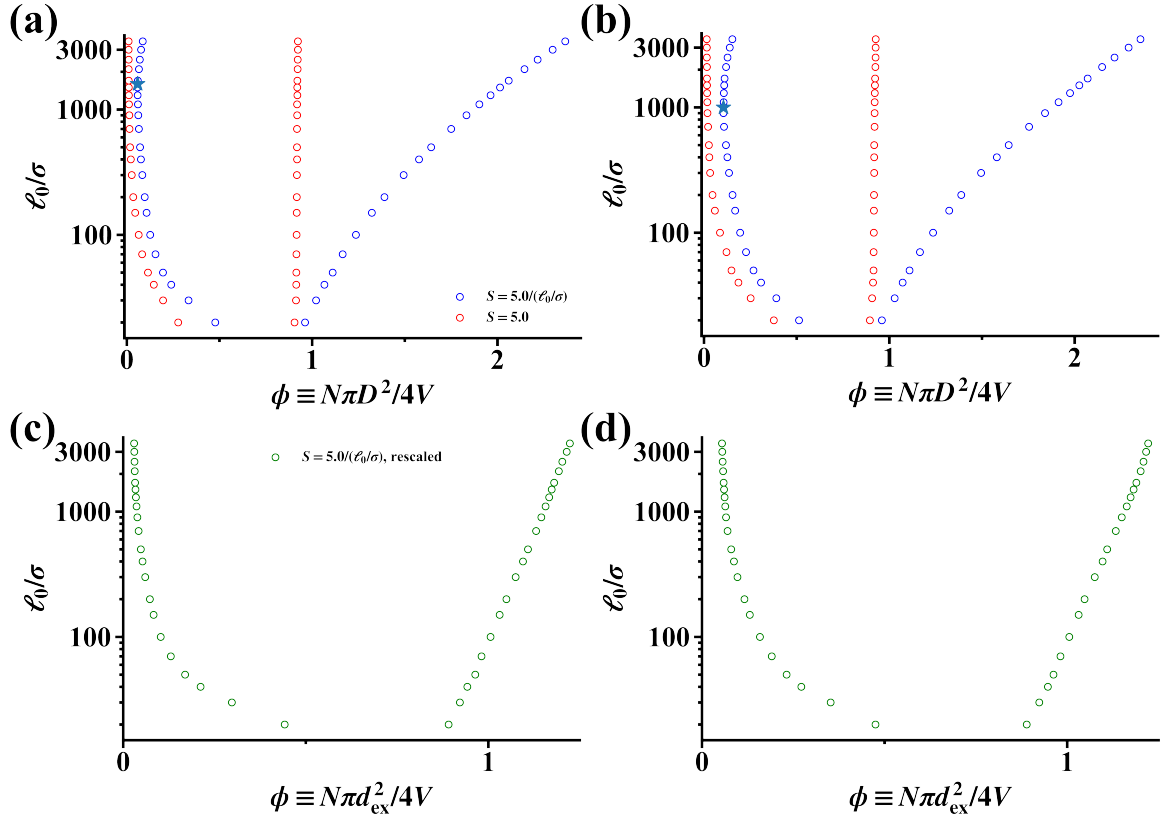 (a)
3000
1000
100
ℓ₀/σ
S = 5.0/(ℓ₀/σ)
S = 5.0
0 1 2
ϕ ≡ NπD²/4V
(b)
3000
1000
100
ℓ₀/σ
0 1 2
ϕ ≡ NπD²/4V
(c)
3000
1000
100
ℓ₀/σ
S = 5.0/(ℓ₀/σ), rescaled
0 1
ϕ ≡ Nπd²ₑₓ/4V
(d)
3000
1000
100
ℓ₀/σ
0 1
ϕ ≡ Nπd²ₑₓ/4V